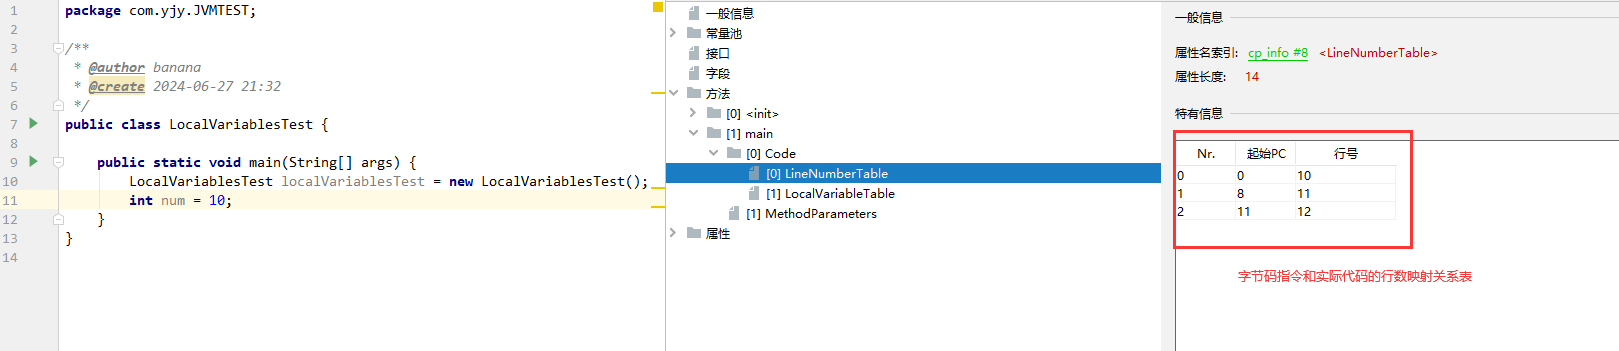 1 package com.yjy.JVMTEST;
2
3 /**
4 * @author banana
5 * @create 2024-06-27 21:32
6 */
7 public class LocalVariablesTest {
8
9 public static void main(String[] args) {
10 LocalVariablesTest localVariablesTest = new LocalVariablesTest();
11 int num = 10;
12 }
13 }
14
一般信息
常量池
接口
字段
方法
[0] <init>
[1] main
[0] Code
[0] LineNumberTable
[1] LocalVariableTable
[1] MethodParameters
属性
一般信息
属性名索引: cp_info #8 <LineNumberTable>
属性长度: 14
特有信息
Nr. 起始PC 行号
0 0 10
1 8 11
2 11 12
字节码指令和实际代码的行数映射关系表